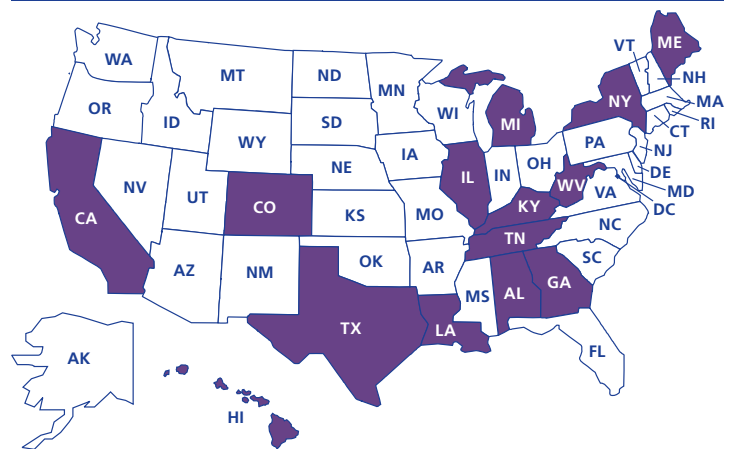 ME
VT
WA
MT
ND
MN
NH
OR
ID
SD
WI
MI
NY
MA
RI
CT
WY
IA
PA
NJ
NE
IL
IN
OH
DE
MD
DC
NV
UT
CO
KS
MO
WV
VA
KY
CA
NC
TN
AZ
NM
OK
AR
SC
MS
AL
GA
TX
LA
FL
AK
HI